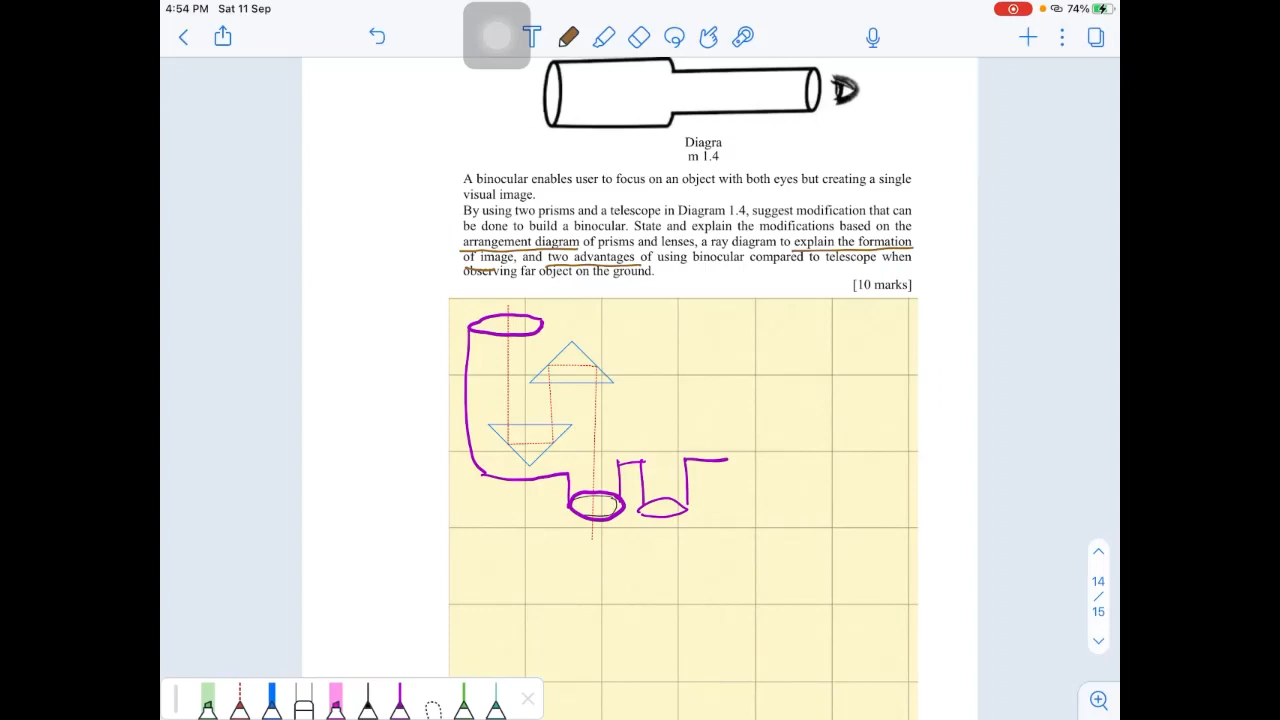 4:54 PM Sat 11 Sep
74%
T
Diagra
m 1.4
A binocular enables user to focus on an object with both eyes but creating a single
visual image.
By using two prisms and a telescope in Diagram 1.4, suggest modification that can
be done to build a binocular. State and explain the modifications based on the
arrangement diagram of prisms and lenses, a ray diagram to explain the formation
of image, and two advantages of using binocular compared to telescope when
observing far object on the ground.
[10 marks]
14
/
15